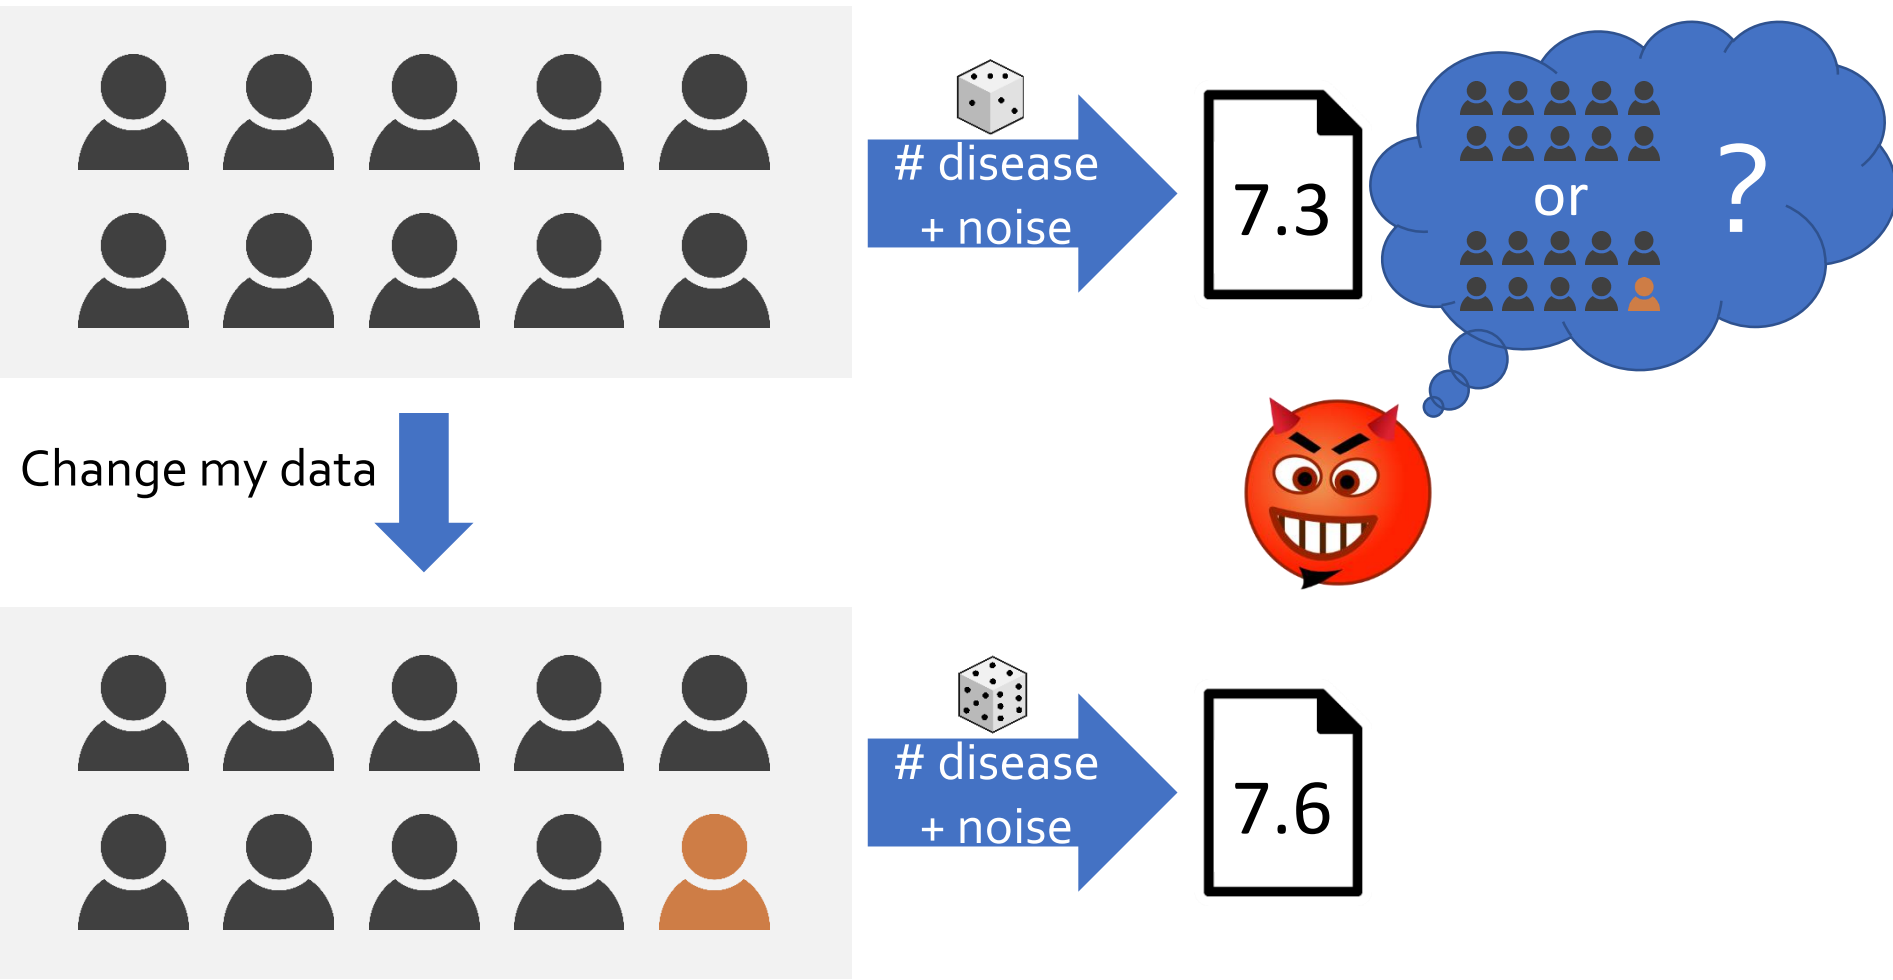 # disease
+ noise
7.3
or
?
Change my data
# disease
+ noise
7.6